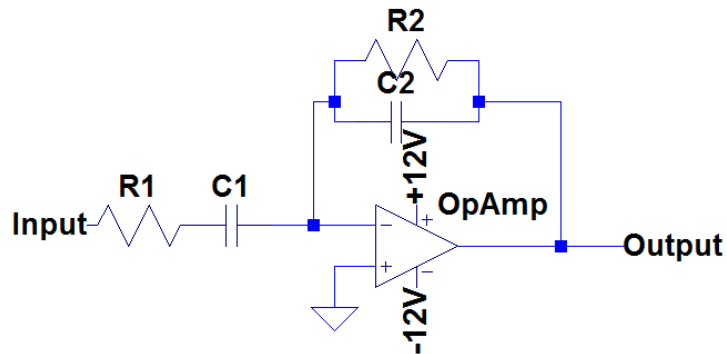 R2
C2
+12V
R1
C1
OpAmp
Input
Output
-12V